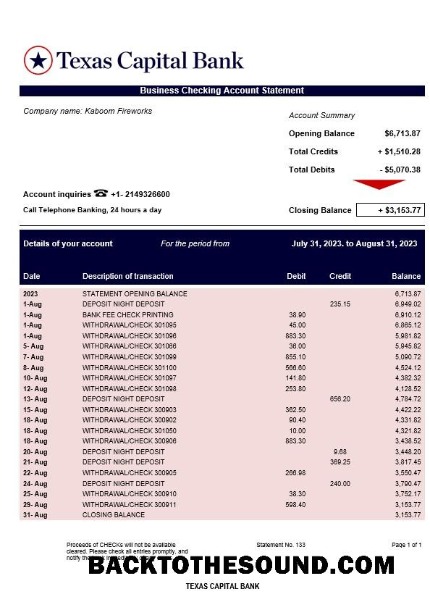 Texas Capital Bank
Business Checking Account Statement
Company name: Kaboom Fireworks
Account Summary
Opening Balance $6,713.87
Total Credits + $1,510.28
Total Debits - $5,070.38
Account inquiries ☎ +1- 2149326600
Call Telephone Banking, 24 hours a day
Closing Balance + $3,153.77
Details of your account For the period from July 31, 2023. to August 31, 2023
Date Description of transaction Debit Credit Balance
2023 STATEMENT OPENING BALANCE 6,713.87
1-Aug DEPOSIT NIGHT DEPOSIT 235.15 6,949.02
1-Aug BANK FEE CHECK PRINTING 38.90 6,910.12
1-Aug WITHDRAWAL/CHECK 301095 45.00 6,865.12
1-Aug WITHDRAWAL/CHECK 301096 883.30 5,981.82
5- Aug WITHDRAWAL/CHECK 301066 36.00 5,945.82
7- Aug WITHDRAWAL/CHECK 301099 855.10 5,090.72
8- Aug WITHDRAWAL/CHECK 301100 566.60 4,524.12
10- Aug WITHDRAWAL/CHECK 301097 141.80 4,382.32
12- Aug WITHDRAWAL/CHECK 301098 253.80 4,128.52
13- Aug DEPOSIT NIGHT DEPOSIT 656.20 4,784.72
15- Aug WITHDRAWAL/CHECK 300903 362.50 4,422.22
18- Aug WITHDRAWAL/CHECK 300902 90.40 4,331.82
18- Aug WITHDRAWAL/CHECK 301050 10.00 4,321.82
18- Aug WITHDRAWAL/CHECK 300906 883.30 3,438.52
20- Aug DEPOSIT NIGHT DEPOSIT 9.68 3,448.20
21- Aug DEPOSIT NIGHT DEPOSIT 369.25 3,817.45
22- Aug WITHDRAWAL/CHECK 300905 266.98 3,550.47
24- Aug DEPOSIT NIGHT DEPOSIT 240.00 3,790.47
25- Aug WITHDRAWAL/CHECK 300910 38.30 3,752.17
29- Aug WITHDRAWAL/CHECK 300911 598.40 3,153.77
31- Aug CLOSING BALANCE 3,153.77
Proceeds of CHECKs will not be available Statement No. 133 Page 1 of 1
cleared. Please check all entries promptly, and
BACKTOTHESOUND.COM
TEXAS CAPITAL BANK